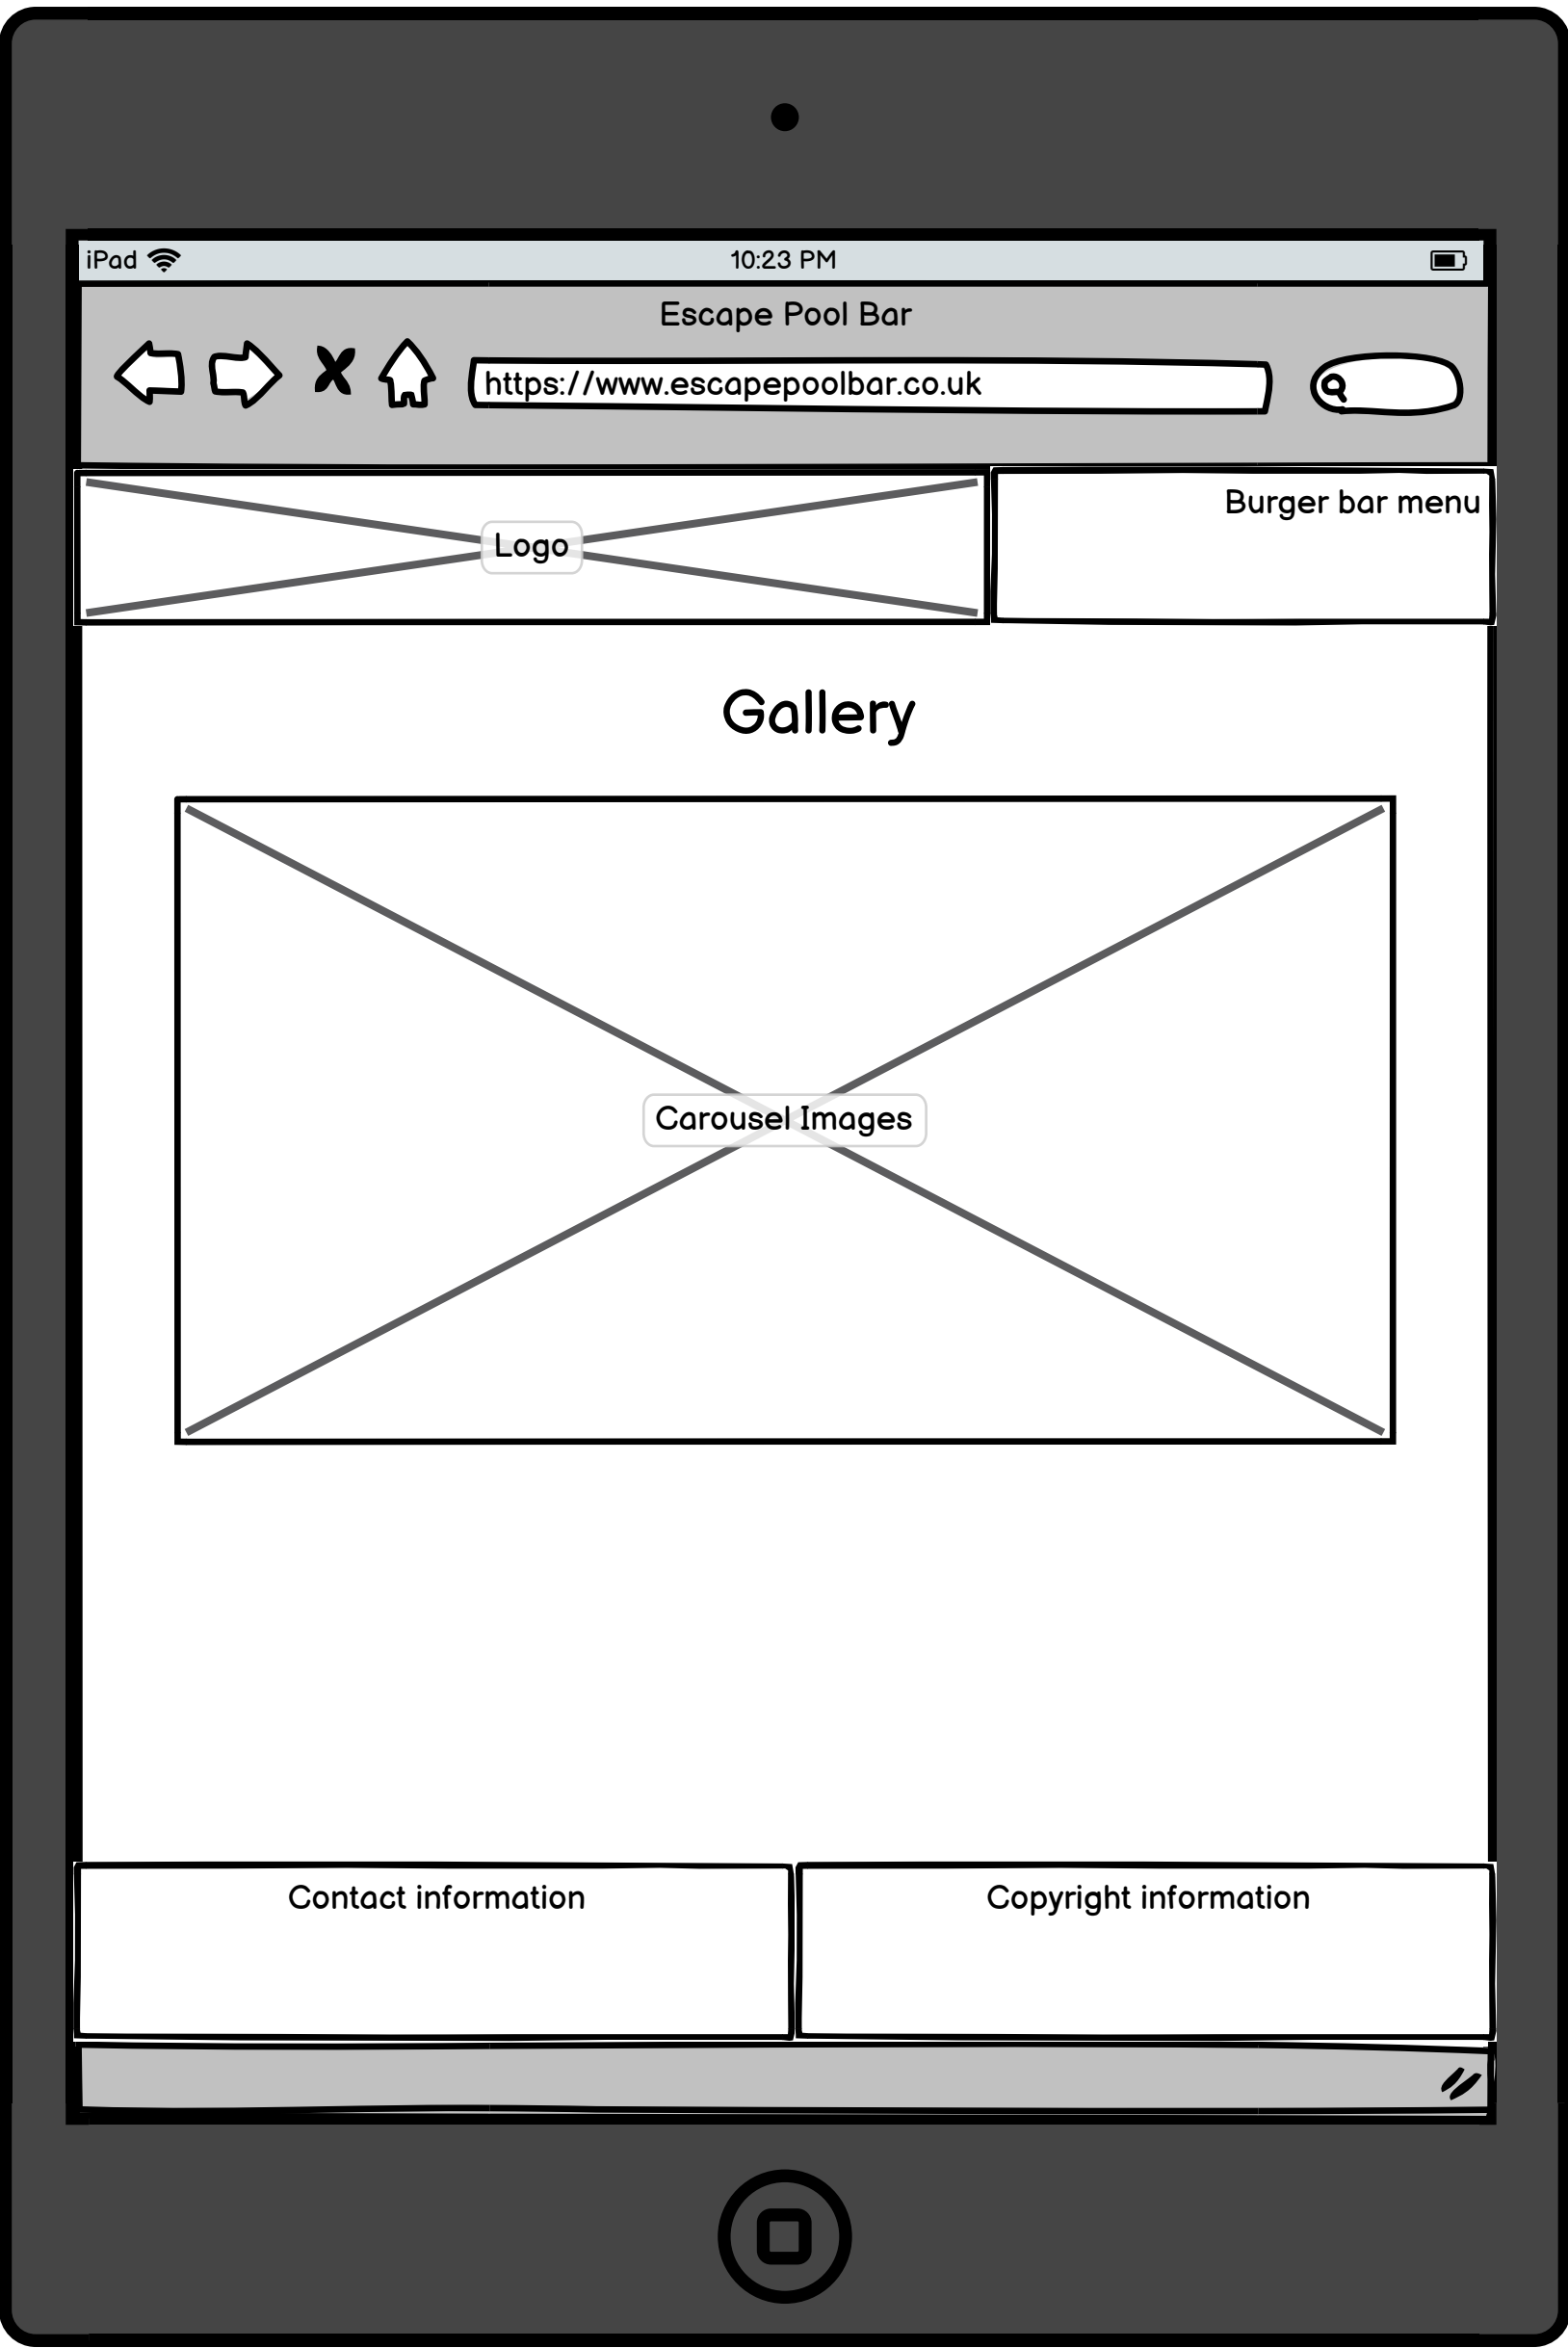 iPad
10:23 PM
Escape Pool Bar
https://www.escapepoolbar.co.uk
Logo
Burger bar menu
Gallery
Carousel Images
Contact information
Copyright information